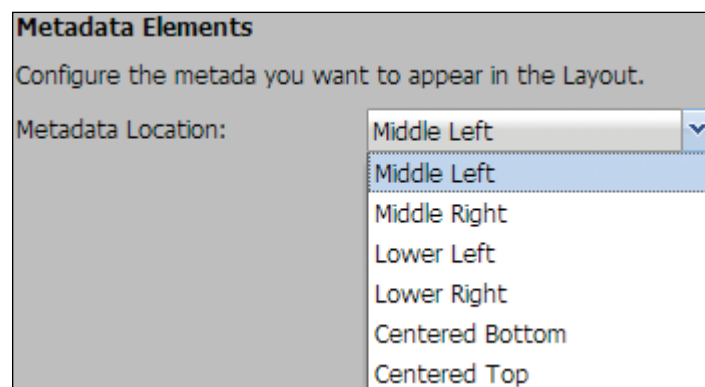 Metadata Elements
Configure the metada you want to appear in the Layout.
Metadata Location: Middle Left
Middle Left
Middle Right
Lower Left
Lower Right
Centered Bottom
Centered Top